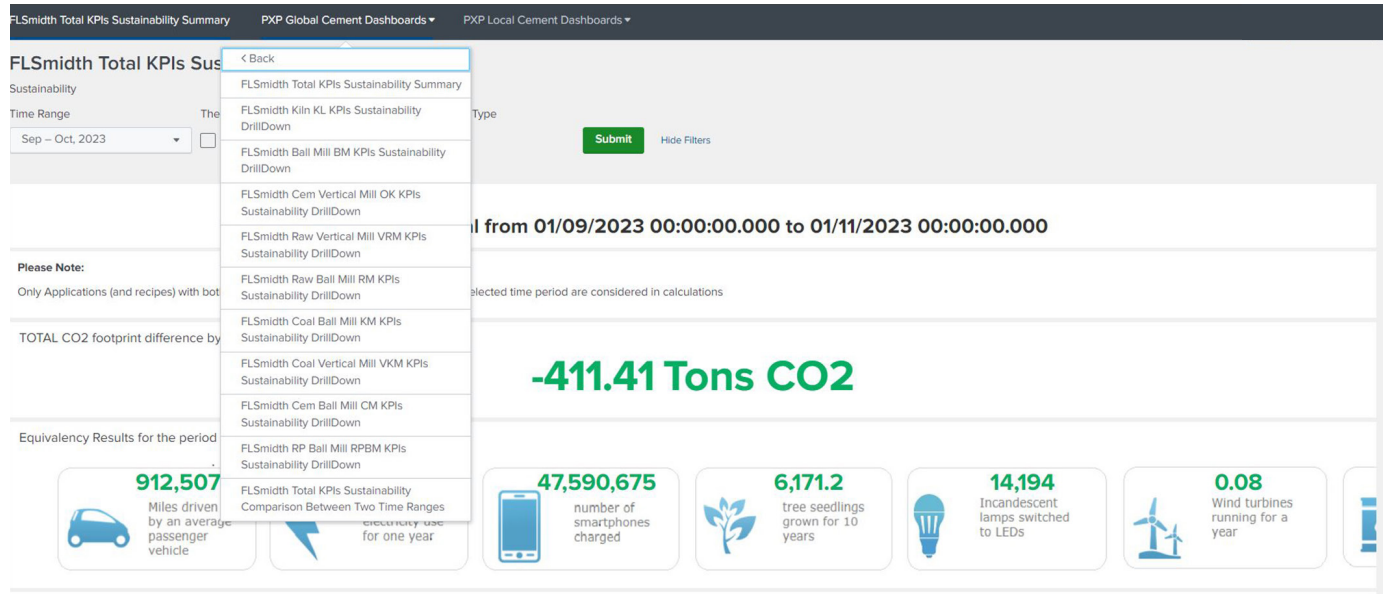 FLSmidth Total KPIs Sustainability Summary PXP Global Cement Dashboards PXP Local Cement Dashboards
FLSmidth Total KPIs Sus
Sustainability
Time Range The Type
Sep – Oct, 2023 Submit Hide Filters
< Back
FLSmidth Total KPIs Sustainability Summary
FLSmidth Kiln KL KPIs Sustainability
DrillDown
FLSmidth Ball Mill BM KPIs Sustainability
DrillDown
FLSmidth Cem Vertical Mill OK KPIs
Sustainability DrillDown
FLSmidth Raw Vertical Mill VRM KPIs
Sustainability DrillDown
FLSmidth Raw Ball Mill RM KPIs
Sustainability DrillDown
FLSmidth Coal Ball Mill KM KPIs
Sustainability DrillDown
FLSmidth Coal Vertical Mill VKM KPIs
Sustainability DrillDown
FLSmidth Cem Ball Mill CM KPIs
Sustainability DrillDown
FLSmidth RP Ball Mill RPBM KPIs
Sustainability DrillDown
FLSmidth Total KPIs Sustainability
Comparison Between Two Time Ranges
l from 01/09/2023 00:00:00.000 to 01/11/2023 00:00:00.000
Please Note:
Only Applications (and recipes) with bot elected time period are considered in calculations
TOTAL CO2 footprint difference by
-411.41 Tons CO2
Equivalency Results for the period
912,507
Miles driven
by an average
passenger
vehicle
electricity use
for one year
47,590,675
number of
smartphones
charged
6,171.2
tree seedlings
grown for 10
years
14,194
Incandescent
lamps switched
to LEDs
0.08
Wind turbines
running for a
year